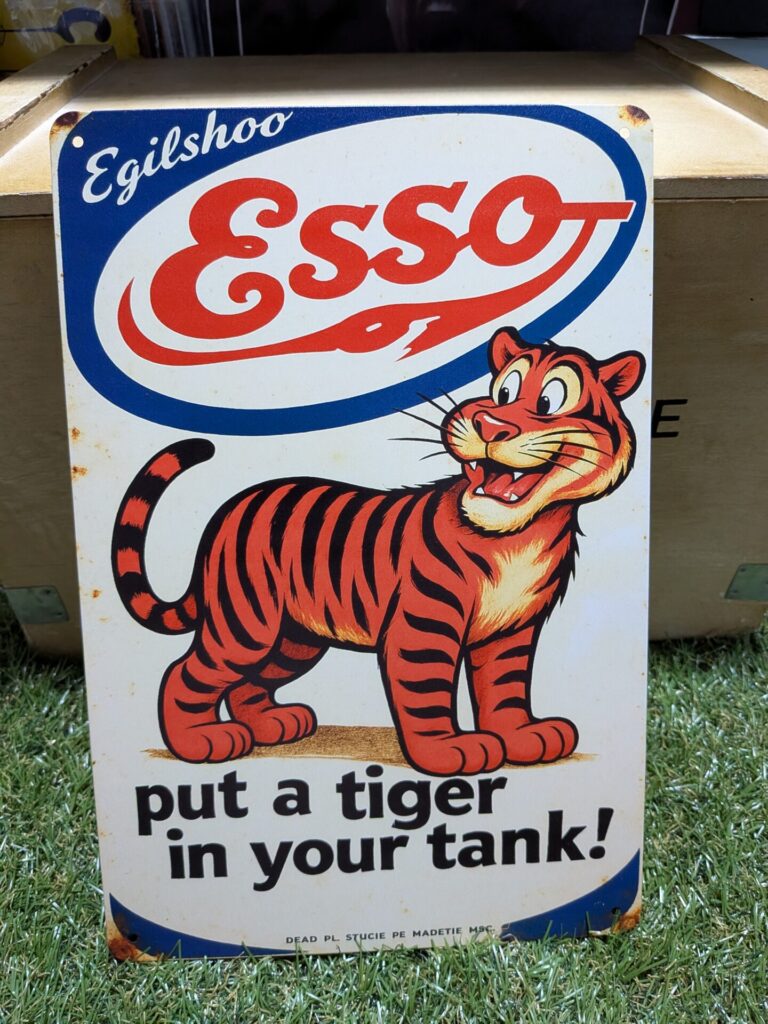 Egilshoo
Esso
E
put a tiger
in your tank!
DEAD PL. STUCIE PE MADETIE MSC.